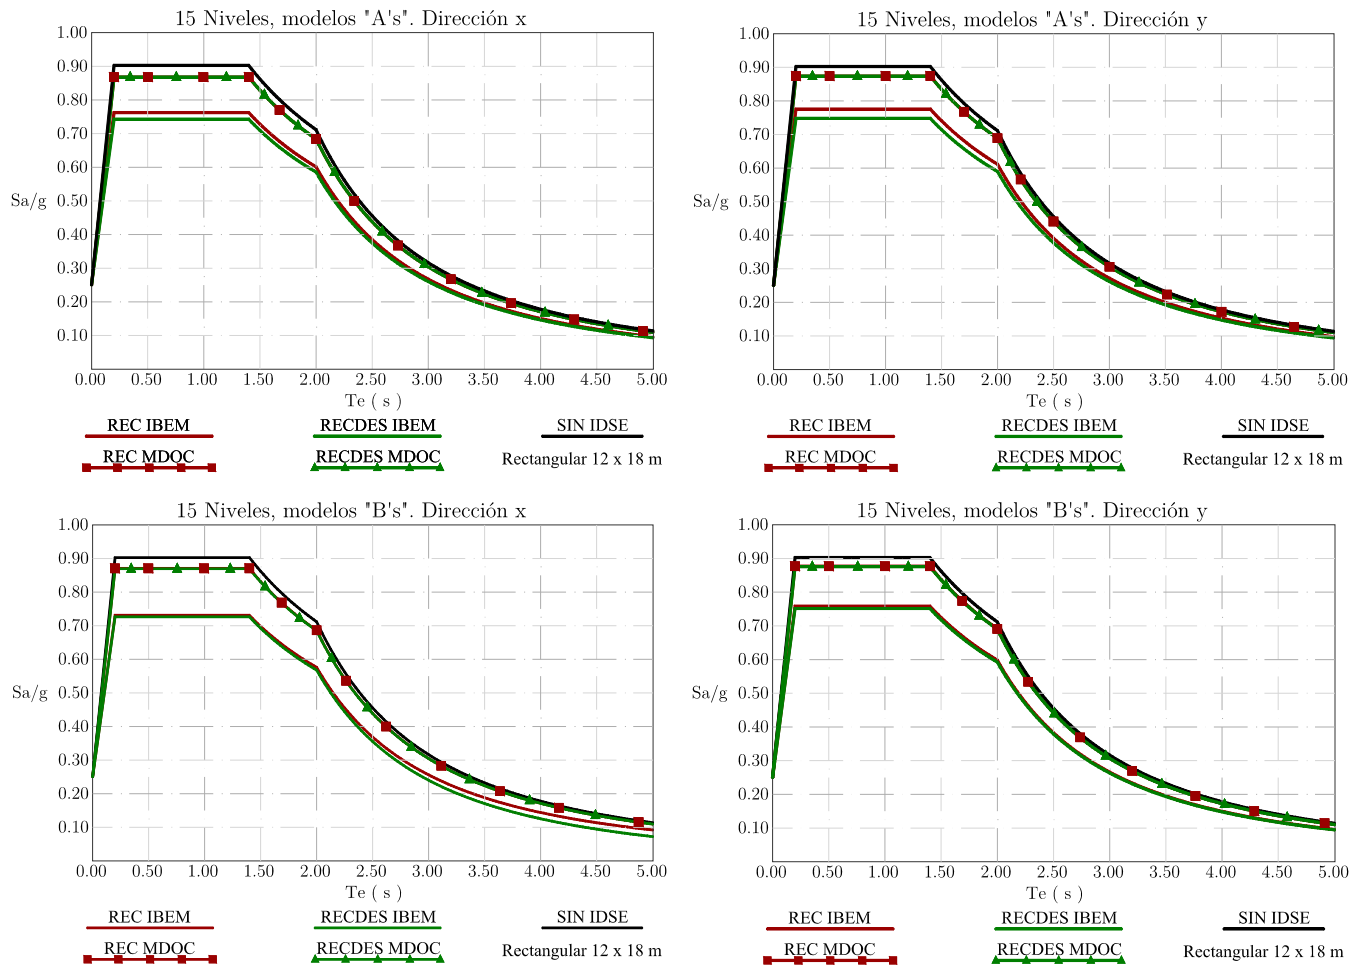 15 Niveles, modelos "A's". Dirección x
1.00
0.90
0.80
0.70
0.60
Sa/g
0.50
0.40
0.30
0.20
0.10
0.00 0.50 1.00 1.50 2.00 2.50 3.00 3.50 4.00 4.50 5.00
Te ( s )
REC IBEM RECDES IBEM SIN IDSE
REC MDOC RECDES MDOC Rectangular 12 x 18 m
15 Niveles, modelos "A's". Dirección y
1.00
0.90
0.80
0.70
0.60
Sa/g
0.50
0.40
0.30
0.20
0.10
0.00 0.50 1.00 1.50 2.00 2.50 3.00 3.50 4.00 4.50 5.00
Te ( s )
REC IBEM RECDES IBEM SIN IDSE
REC MDOC RECDES MDOC Rectangular 12 x 18 m
15 Niveles, modelos "B's". Dirección x
1.00
0.90
0.80
0.70
0.60
Sa/g
0.50
0.40
0.30
0.20
0.10
0.00 0.50 1.00 1.50 2.00 2.50 3.00 3.50 4.00 4.50 5.00
Te ( s )
REC IBEM RECDES IBEM SIN IDSE
REC MDOC RECDES MDOC Rectangular 12 x 18 m
15 Niveles, modelos "B's". Dirección y
1.00
0.90
0.80
0.70
0.60
Sa/g
0.50
0.40
0.30
0.20
0.10
0.00 0.50 1.00 1.50 2.00 2.50 3.00 3.50 4.00 4.50 5.00
Te ( s )
REC IBEM RECDES IBEM SIN IDSE
REC MDOC RECDES MDOC Rectangular 12 x 18 m